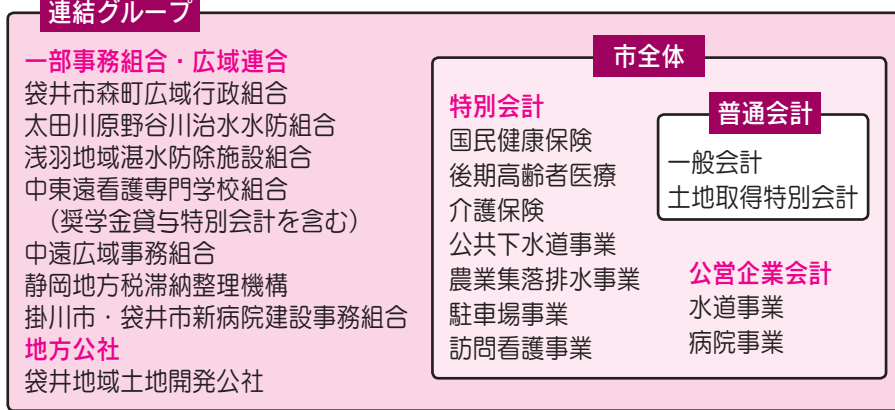 連結グループ
一部事務組合・広域連合
袋井市森町広域行政組合
太田川原野谷川治水水防組合
浅羽地域湛水防除施設組合
中東遠看護専門学校組合
（奨学金貸与特別会計を含む）
中遠広域事務組合
静岡地方税滞納整理機構
掛川市・袋井市新病院建設事務組合
地方公社
袋井地域土地開発公社
市全体
特別会計
国民健康保険
後期高齢者医療
介護保険
公共下水道事業
農業集落排水事業
駐車場事業
訪問看護事業
普通会計
一般会計
土地取得特別会計
公営企業会計
水道事業
病院事業